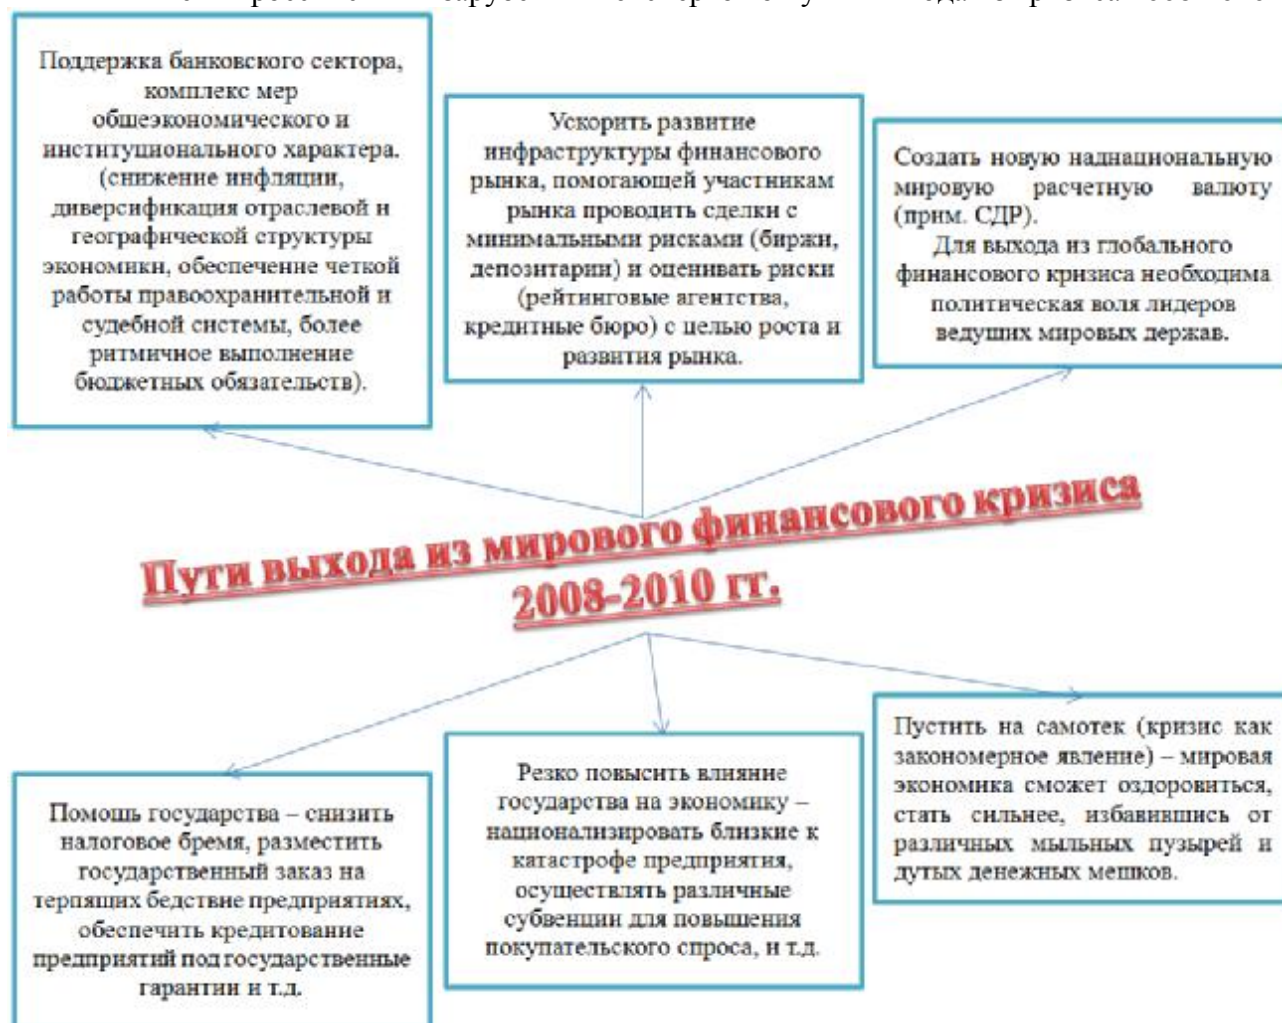 Поддержка банковского сектора,
комплекс мер
общеэкономического и
институционального характера.
(снижение инфляции,
диверсификация отраслевой и
географической структуры
экономики, обеспечение четкой
работы правоохранительной и
судебной системы, более
ритмичное выполнение
бюджетных обязательств).
Ускорить развитие
инфраструктуры финансового
рынка, помогающей участникам
рынка проводить сделки с
минимальными рисками (биржи,
депозитарии) и оценивать риски
(рейтинговые агентства,
кредитные бюро) с целью роста и
развития рынка.
Создать новую наднациональную
мировую расчетную валюту
(прим. СДР).
Для выхода из глобального
финансового кризиса необходима
политическая воля лидеров
ведущих мировых держав.
Пути выхода из мирового финансового кризиса
2008-2010 гг.
Помощь государства – снизить
налоговое бремя, разместить
государственный заказ на
терпящих бедствие предприятиях,
обеспечить кредитование
предприятий под государственные
гарантии и т.д.
Резко повысить влияние
государства на экономику –
национализировать близкие к
катастрофе предприятия,
осуществлять различные
субвенции для повышения
покупательского спроса, и т.д.
Пустить на самотек (кризис как
закономерное явление) – мировая
экономика сможет оздоровиться,
стать сильнее, избавившись от
различных мыльных пузырей и
дутых денежных мешков.